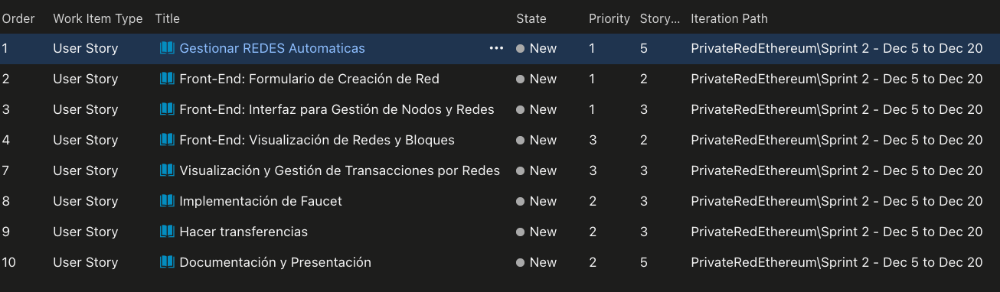 Order Work Item Type Title State Priority Story... Iteration Path
1 User Story Gestionar REDES Automaticas ... New 1 5 PrivateRedEthereum\Sprint 2 - Dec 5 to Dec 20
2 User Story Front-End: Formulario de Creación de Red New 1 2 PrivateRedEthereum\Sprint 2 - Dec 5 to Dec 20
3 User Story Front-End: Interfaz para Gestión de Nodos y Redes New 1 3 PrivateRedEthereum\Sprint 2 - Dec 5 to Dec 20
4 User Story Front-End: Visualización de Redes y Bloques New 3 2 PrivateRedEthereum\Sprint 2 - Dec 5 to Dec 20
7 User Story Visualización y Gestión de Transacciones por Redes New 3 3 PrivateRedEthereum\Sprint 2 - Dec 5 to Dec 20
8 User Story Implementación de Faucet New 2 3 PrivateRedEthereum\Sprint 2 - Dec 5 to Dec 20
9 User Story Hacer transferencias New 2 3 PrivateRedEthereum\Sprint 2 - Dec 5 to Dec 20
10 User Story Documentación y Presentación New 2 5 PrivateRedEthereum\Sprint 2 - Dec 5 to Dec 20